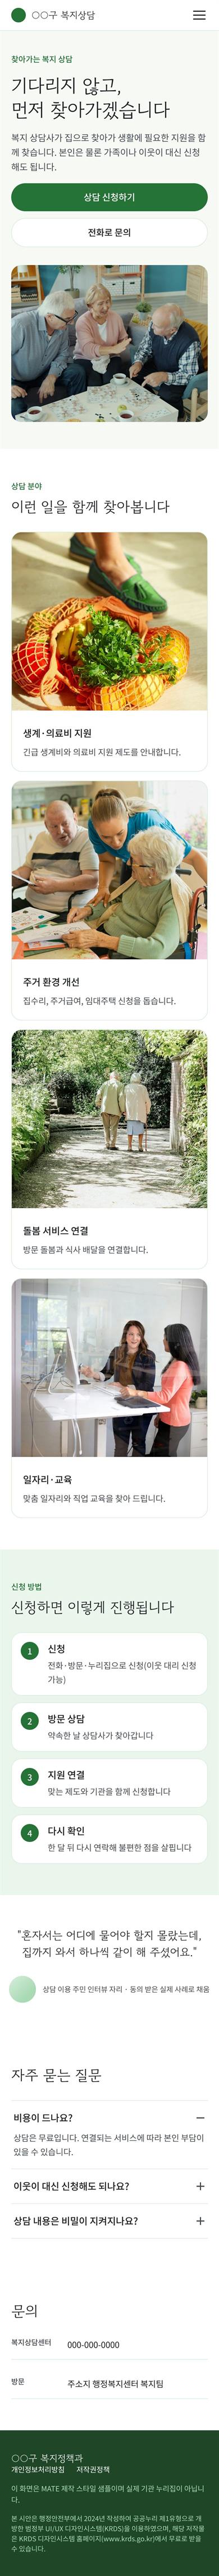 ○○구 복지상담
찾아가는 복지 상담
기다리지 않고,
먼저 찾아가겠습니다
복지 상담사가 집으로 찾아가 생활에 필요한 지원을 함
께 찾습니다. 본인은 물론 가족이나 이웃이 대신 신청
해도 됩니다.
상담 신청하기
전화로 문의
상담 분야
이런 일을 함께 찾아봅니다
생계·의료비 지원
긴급 생계비와 의료비 지원 제도를 안내합니다.
주거 환경 개선
집수리, 주거급여, 임대주택 신청을 돕습니다.
돌봄 서비스 연결
방문 돌봄과 식사 배달을 연결합니다.
일자리·교육
맞춤 일자리와 직업 교육을 찾아 드립니다.
신청 방법
신청하면 이렇게 진행됩니다
1
신청
전화·방문·누리집으로 신청(이웃 대리 신청
가능)
2
방문 상담
약속한 날 상담사가 찾아갑니다
3
지원 연결
맞는 제도와 기관을 함께 신청합니다
4
다시 확인
한 달 뒤 다시 연락해 불편한 점을 살핍니다
"혼자서는 어디에 물어야 할지 몰랐는데,
집까지 와서 하나씩 같이 해 주셨어요."
상담 이용 주민 인터뷰 자리 · 동의 받은 실제 사례로 채움
자주 묻는 질문
비용이 드나요?
상담은 무료입니다. 연결되는 서비스에 따라 본인 부담이
있을 수 있습니다.
이웃이 대신 신청해도 되나요?
상담 내용은 비밀이 지켜지나요?
문의
복지상담센터 000-000-0000
방문 주소지 행정복지센터 복지팀
○○구 복지정책과
개인정보처리방침 저작권정책
이 화면은 MATE 제작 스타일 샘플이며 실제 기관 누리집이 아닙니
다.
본 시안은 행정안전부에서 2024년 작성하여 공공누리 제1유형으로 개
방한 범정부 UI/UX 디자인시스템(KRDS)을 이용하였으며, 해당 저작물
은 KRDS 디자인시스템 홈페이지(www.krds.go.kr)에서 무료로 받을
수 있습니다.